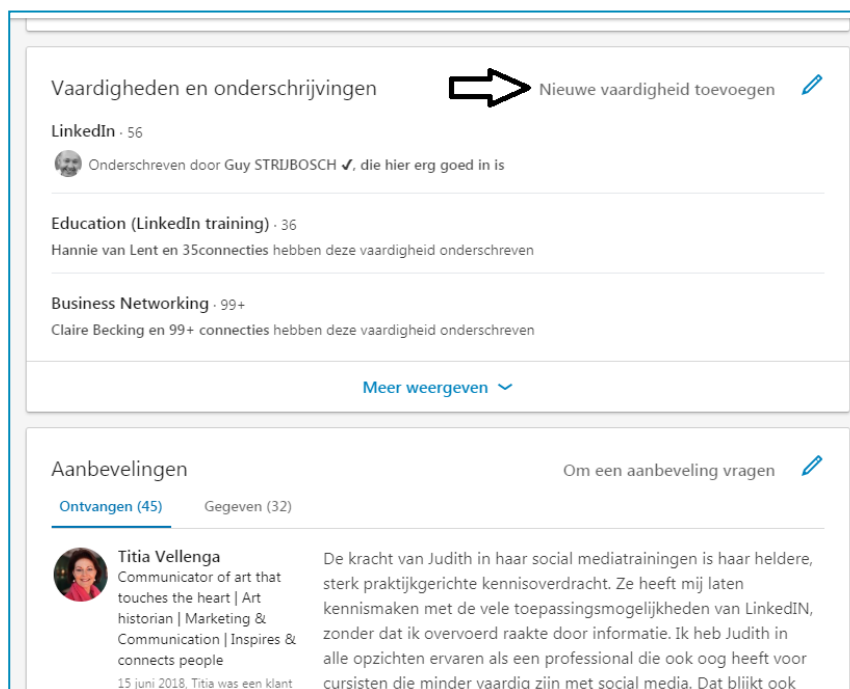 Vaardigheden en onderschrijvingen
Nieuwe vaardigheid toevoegen
LinkedIn · 56
Onderschreven door Guy STRIJBOSCH ✔, die hier erg goed in is
Education (LinkedIn training) · 36
Hannie van Lent en 35connecties hebben deze vaardigheid onderschreven
Business Networking · 99+
Claire Becking en 99+ connecties hebben deze vaardigheid onderschreven
Meer weergeven
Aanbevelingen
Om een aanbeveling vragen
Ontvangen (45)
Gegeven (32)
Titia Vellenga
Communicator of art that
touches the heart | Art
historian | Marketing &
Communication | Inspires &
connects people
15 juni 2018, Titia was een klant
De kracht van Judith in haar social mediatrainingen is haar heldere,
sterk praktijkgerichte kennisoverdracht. Ze heeft mij laten
kennismaken met de vele toepassingsmogelijkheden van LinkedIN,
zonder dat ik overvoerd raakte door informatie. Ik heb Judith in
alle opzichten ervaren als een professional die ook oog heeft voor
cursisten die minder vaardig zijn met social media. Dat blijkt ook